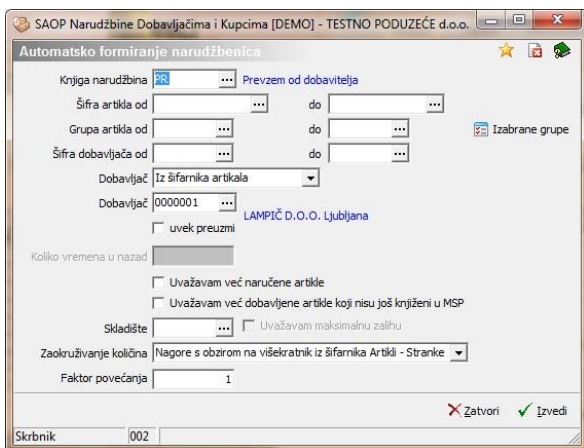 SAOP Narudžbine Dobavljačima i Kupcima [DEMO] - TESTNO PODUZEĆE d.o.o.
Automatsko formiranje narudžbenica
Knjiga narudžbina PR ... Prevzem od dobavitelja
Šifra artikla od ... do ...
Grupa artikla od ... do ... Izabrane grupe
Šifra dobavljača od ... do ...
Dobavljač Iz šifarnika artikala
Dobavljač 0000001 ... LAMPIČ D.O.O. Ljubljana
uvek preuzmi
Koliko vremena u nazad
Uvažavam već naručene artikle
Uvažavam već dobavljene artikle koji nisu još knjiženi u MSP
Skladište ... Uvažavam maksimalnu zalihu
Zaokruživanje količina Nagore s obzirom na višekratnik iz šifarnika Artikli - Stranke
Faktor povećanja 1
Zatvori Izvedi
Skrbnik 002